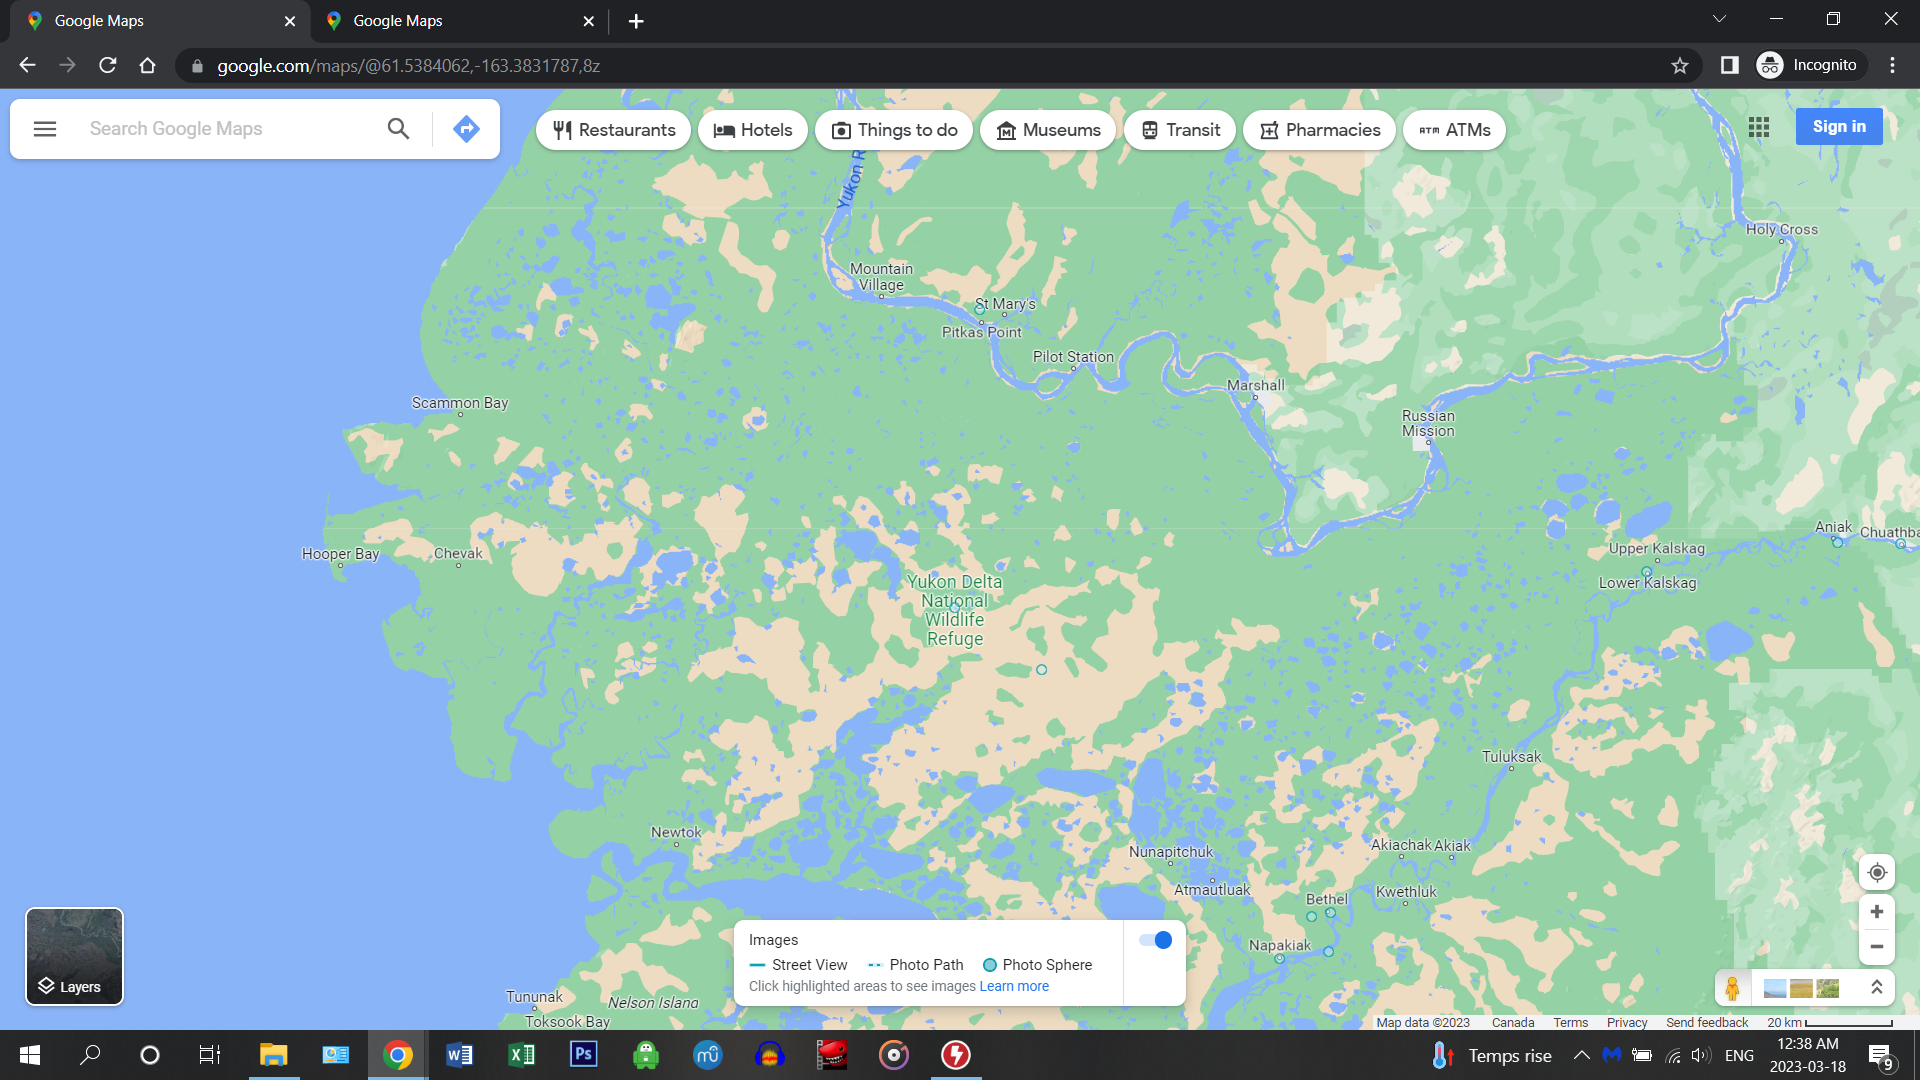 Google Maps
Google Maps
google.com/maps/@61.5384062,-163.3831787,8z
Incognito
Search Google Maps
Restaurants
Hotels
Things to do
Museums
Transit
Pharmacies
ATM ATMs
Sign in
Yukon R
Holy Cross
Mountain
Village
St Mary's
Pitkas Point
Pilot Station
Marshall
Scammon Bay
Russian
Mission
Hooper Bay
Chevak
Aniak
Chuathba
Upper Kalskag
Lower Kalskag
Yukon Delta
National
Wildlife
Refuge
Tuluksak
Newtok
Nunapitchuk
Akiachak
Akiak
Atmautluak
Kwethluk
Bethel
Napakiak
Tununak
Nelson Island
Toksook Bay
Layers
Images
Street View
Photo Path
Photo Sphere
Click highlighted areas to see images Learn more
Map data ©2023
Canada
Terms
Privacy
Send feedback
20 km
W
X
Ps
mu
Temps rise
ENG
12:38 AM
2023-03-18
9